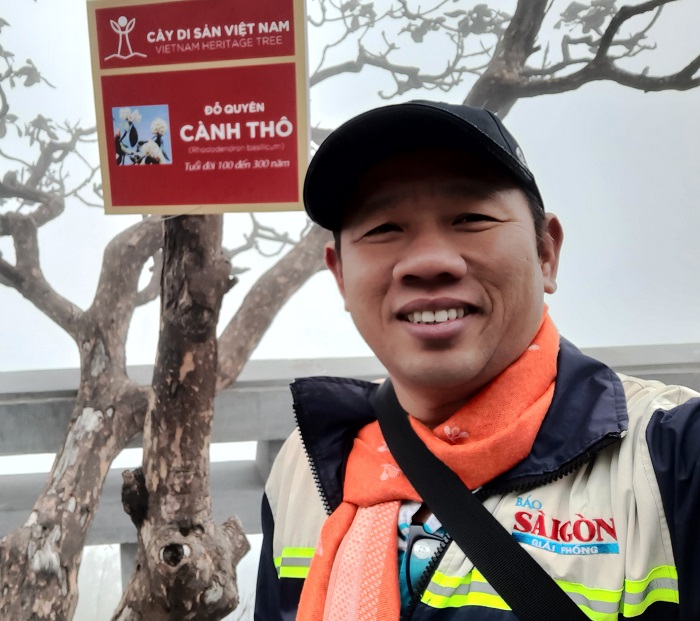 CÂY DI SẢN VIỆT NAM
VIETNAM HERITAGE TREE
ĐỖ QUYÊN
CÀNH THÔ
(Rhododendron basilicum)
Tuổi đời 100 đến 300 năm
BÁO
SÀI GÒN
GIẢI PHÓNG